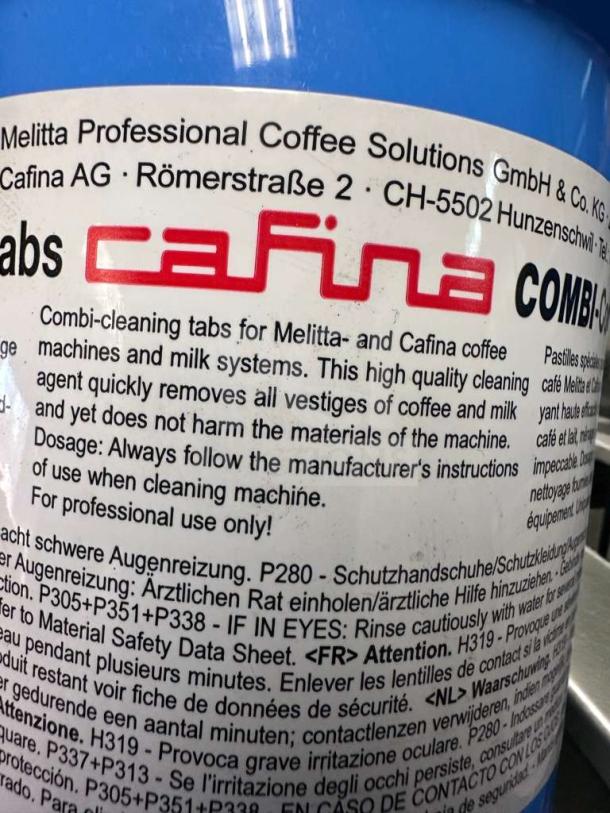 Melitta Professional Coffee Solutions GmbH & Co. KG
Cafina AG · Römerstraße 2 · CH-5502 Hunzenschwil
abs cafina COMBI-
Combi-cleaning tabs for Melitta- and Cafina coffee
machines and milk systems. This high quality cleaning
agent quickly removes all vestiges of coffee and milk
and yet does not harm the materials of the machine.
Dosage: Always follow the manufacturer's instructions
of use when cleaning machine.
For professional use only!
ge
d-
Pastilles
café Melitta et
yant haute
café et lait,
impeccable.
nettoyage
équipement.
acht schwere Augenreizung. P280 - Schutzhandschuhe/Schutzkleidung/
er Augenreizung: Ärztlichen Rat einholen/ärztliche Hilfe hinzuziehen.
ction. P305+P351+P338 - IF IN EYES: Rinse cautiously with water for
fer to Material Safety Data Sheet. <FR> Attention. H319 - Provoque une
eau pendant plusieurs minutes. Enlever les lentilles de contact si la victime
oduit restant voir fiche de données de sécurité. <NL> Waarschuwing.
er gedurende een aantal minuten; contactlenzen verwijderen, indien
Attenzione. H319 - Provoca grave irritazione oculare. P280 - Indossare
quare. P337+P313 - Se l'irritazione degli occhi persiste, consultare un
protección. P305+P351+P338 - EN CASO DE CONTACTO CON LOS
rado. Para de seguridad.